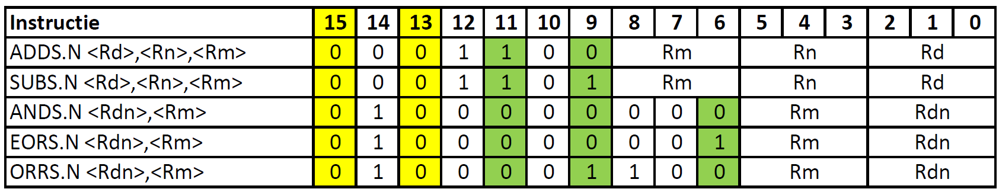 Instructie 15 14 13 12 11 10 9 8 7 6 5 4 3 2 1 0
ADDS.N <Rd>,<Rn>,<Rm> 0 0 0 1 1 0 0 Rm Rn Rd
SUBS.N <Rd>,<Rn>,<Rm> 0 0 0 1 1 0 1 Rm Rn Rd
ANDS.N <Rdn>,<Rm> 0 1 0 0 0 0 0 0 0 0 Rm Rdn
EORS.N <Rdn>,<Rm> 0 1 0 0 0 0 0 0 0 1 Rm Rdn
ORRS.N <Rdn>,<Rm> 0 1 0 0 0 0 1 1 0 0 Rm Rdn